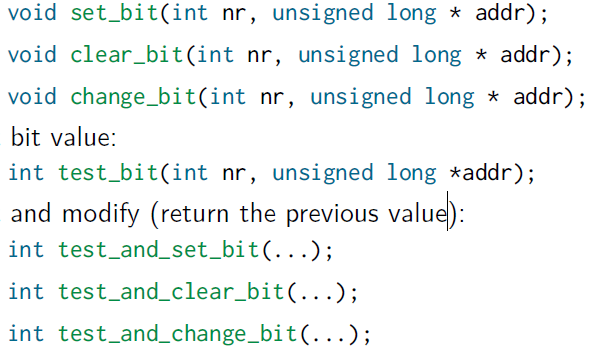 void set_bit(int nr, unsigned long * addr);
void clear_bit(int nr, unsigned long * addr);
void change_bit(int nr, unsigned long * addr);
bit value:
int test_bit(int nr, unsigned long *addr);
and modify (return the previous value):
int test_and_set_bit(...);
int test_and_clear_bit(...);
int test_and_change_bit(...);